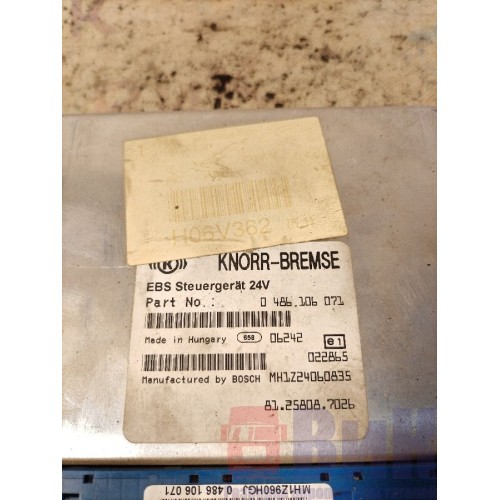 H06V362
((K)) KNORR-BREMSE
EBS Steuergerät 24V
Part No.: 0 486.106 071
Made in Hungary 658 06242 e1
022865
Manufactured by BOSCH MH1Z24060835
81.25808.7026
MH1Z960HGJ 0 486 106 071